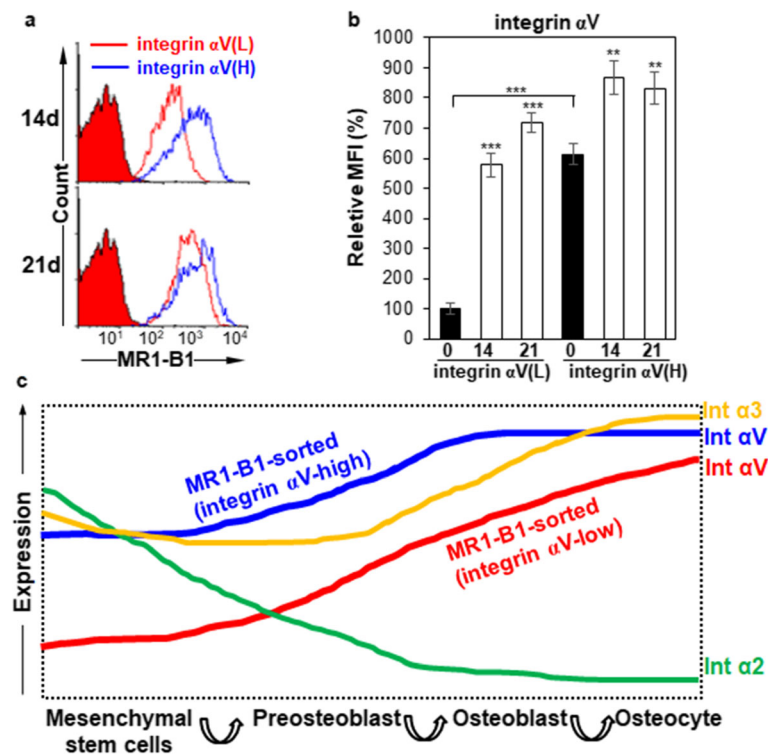 a
integrin αV(L)
integrin αV(H)
14d
21d
Count
10¹ 10² 10³ 10⁴
MR1-B1
b
integrin αV
Reletive MFI (%)
1000
900
800
700
600
500
400
300
200
100
0
***
***
***
**
**
0 14 21 0 14 21
integrin αV(L) integrin αV(H)
c
Expression
MR1-B1-sorted
(integrin αV-high)
MR1-B1-sorted
(integrin αV-low)
Int α3
Int αV
Int αV
Int α2
Mesenchymal
stem cells
Preosteoblast
Osteoblast
Osteocyte